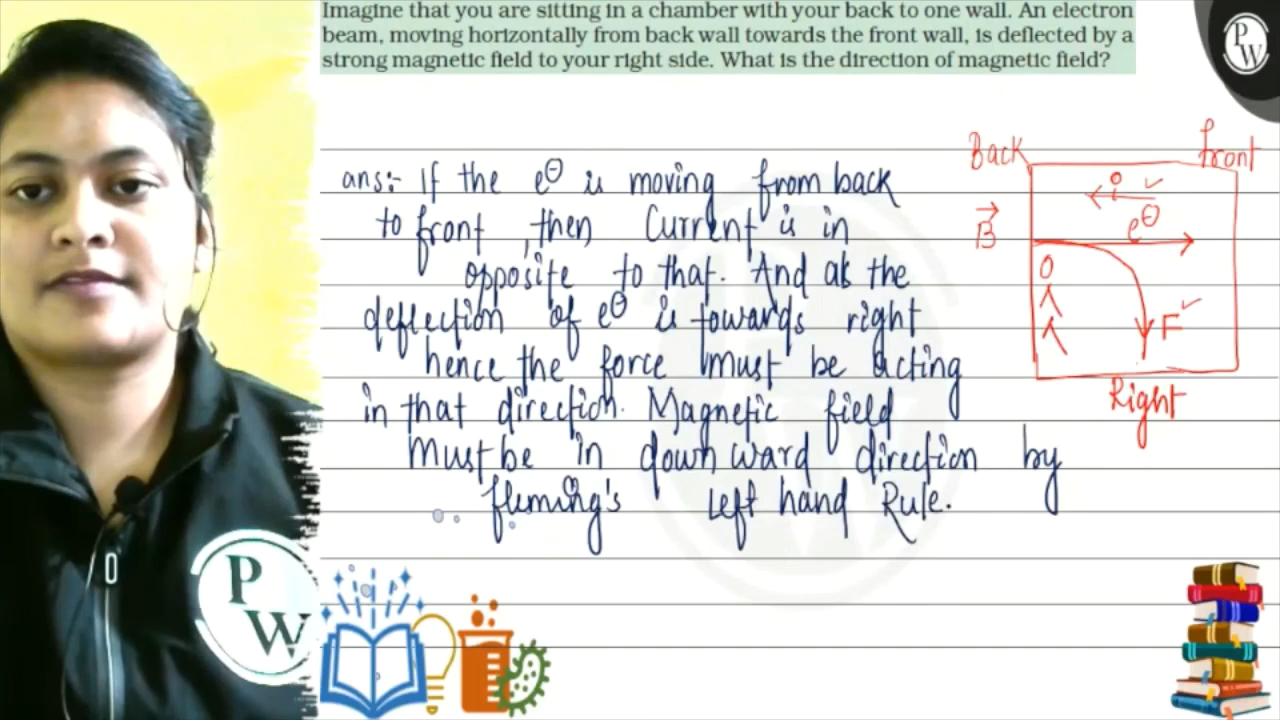 Imagine that you are sitting in a chamber with your back to one wall. An electron
beam, moving horizontally from back wall towards the front wall, is deflected by a
strong magnetic field to your right side. What is the direction of magnetic field?
PW
ans:- If the e⊖ is moving from back
to front, then Current is in
opposite to that. And as the
deflection of e⊖ is towards right
hence the force must be acting
in that direction. Magnetic field
must be in downward direction by
fleming's Left hand Rule.
Back front
i
e⊖
B⃗
F
Right
PW